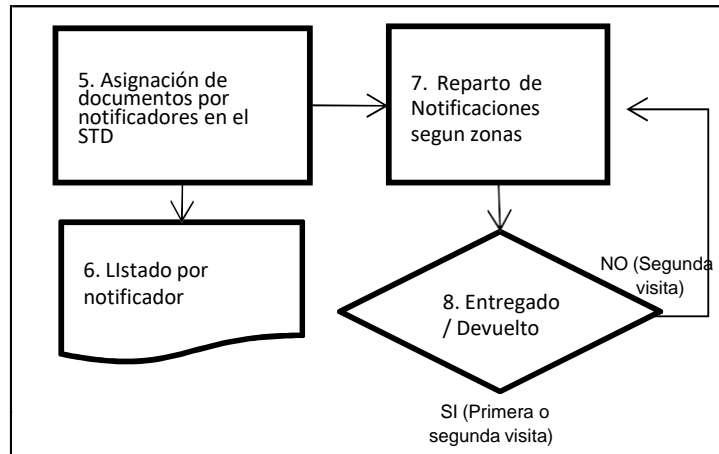 5. Asignación de
documentos por
notificadores en el
STD
7. Reparto de
Notificaciones
segun zonas
6. LIstado por
notificador
8. Entregado
/ Devuelto
NO (Segunda
visita)
SI (Primera o
segunda visita)